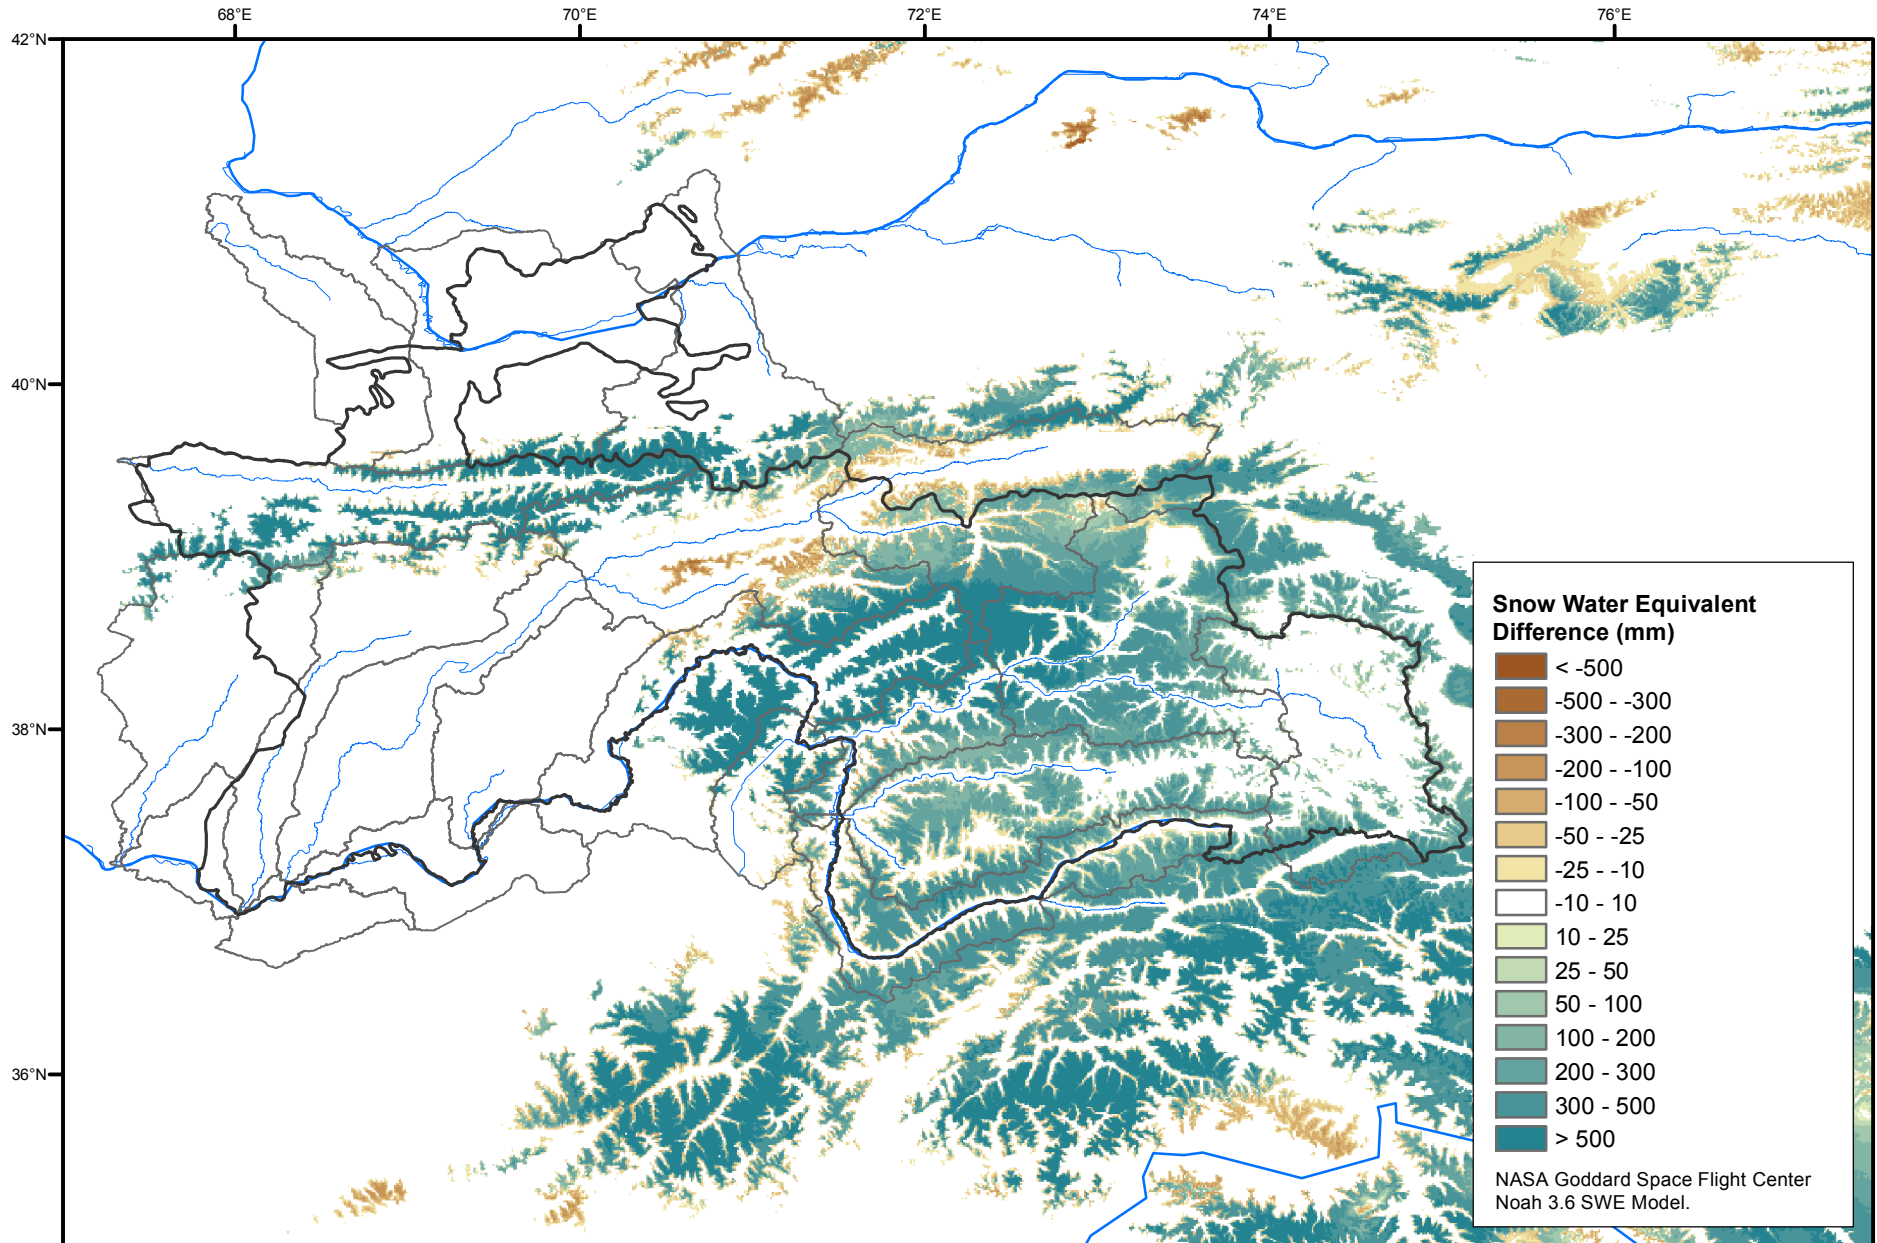 68°E 70°E 72°E 74°E 76°E
42°N
40°N
38°N
36°N
Snow Water Equivalent
Difference (mm)
< -500
-500 - -300
-300 - -200
-200 - -100
-100 - -50
-50 - -25
-25 - -10
-10 - 10
10 - 25
25 - 50
50 - 100
100 - 200
200 - 300
300 - 500
> 500
NASA Goddard Space Flight Center
Noah 3.6 SWE Model.